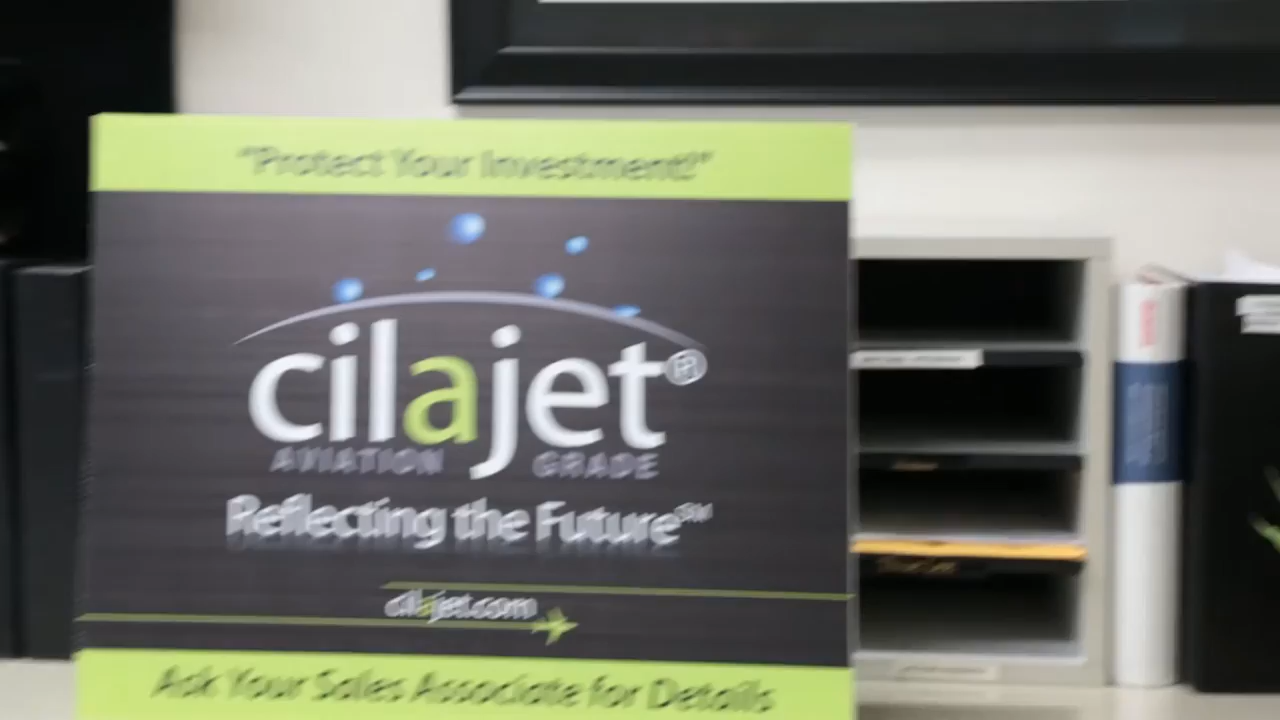 "Protect Your Investment!"
cilajet®
AVIATION GRADE
Reflecting the Future℠
cilajet.com
Ask Your Sales Associate for Details